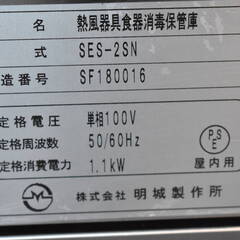 名 熱風器具食器消毒保管庫
式 SES-2SN
造番号 SF180016
定格電圧 単相100V
定格周波数 50/60Hz
定格消費電力 1.1kW
PSE
屋内用
株式会社 明城製作所